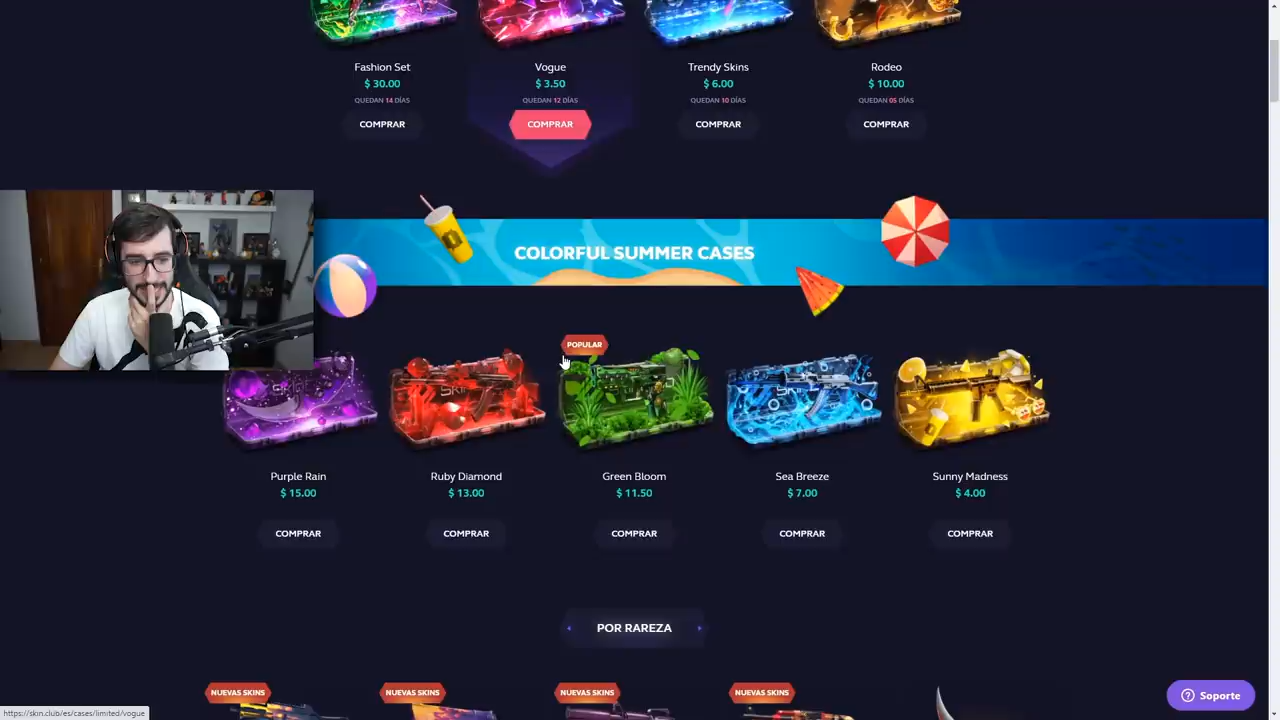 Fashion Set
$ 30.00
QUEDAN 14 DÍAS
COMPRAR
Vogue
$ 3.50
QUEDAN 12 DÍAS
COMPRAR
Trendy Skins
$ 6.00
QUEDAN 10 DÍAS
COMPRAR
Rodeo
$ 10.00
QUEDAN 05 DÍAS
COMPRAR
COLORFUL SUMMER CASES
POPULAR
Purple Rain
$ 15.00
COMPRAR
Ruby Diamond
$ 13.00
COMPRAR
Green Bloom
$ 11.50
COMPRAR
Sea Breeze
$ 7.00
COMPRAR
Sunny Madness
$ 4.00
COMPRAR
POR RAREZA
NUEVAS SKINS
NUEVAS SKINS
NUEVAS SKINS
NUEVAS SKINS
Soporte
https://skin.club/es/cases/limited/vogue